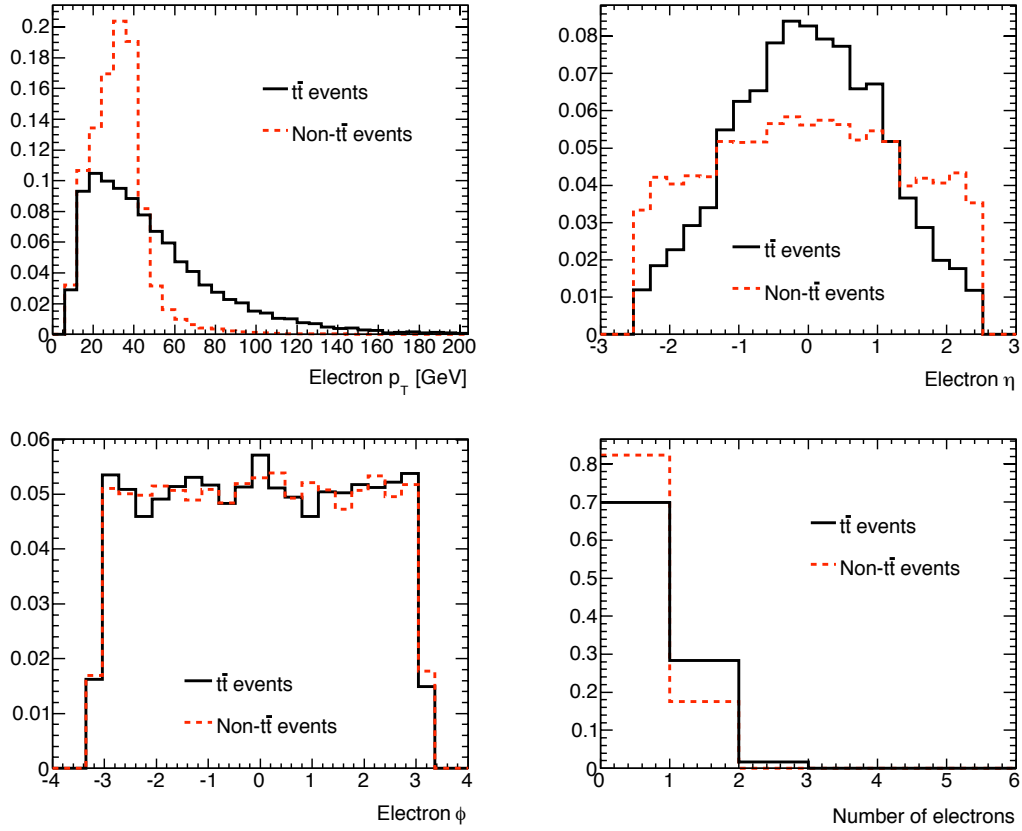 0.2
0.18
0.16
0.14
0.12
0.1
0.08
0.06
0.04
0.02
0
tt̄ events
Non-tt̄ events
0 20 40 60 80 100 120 140 160 180 200
Electron p_T [GeV]
0.08
0.07
0.06
0.05
0.04
0.03
0.02
0.01
0
tt̄ events
Non-tt̄ events
-3 -2 -1 0 1 2 3
Electron η
0.06
0.05
0.04
0.03
0.02
0.01
0
tt̄ events
Non-tt̄ events
-4 -3 -2 -1 0 1 2 3 4
Electron ϕ
0.8
0.7
0.6
0.5
0.4
0.3
0.2
0.1
0
tt̄ events
Non-tt̄ events
0 1 2 3 4 5 6
Number of electrons